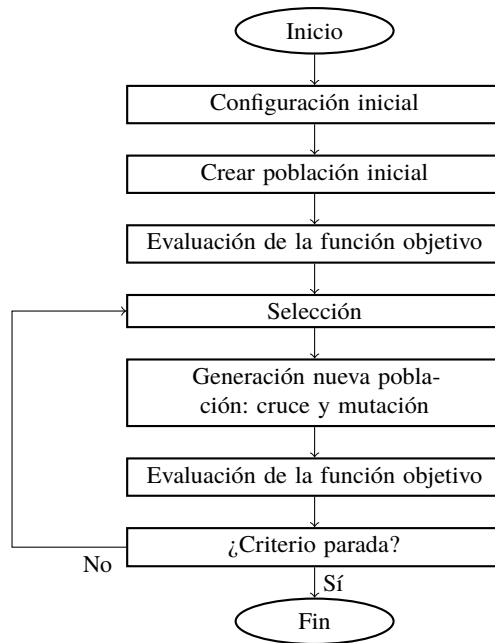 Inicio
Configuración inicial
Crear población inicial
Evaluación de la función objetivo
Selección
Generación nueva pobla-
ción: cruce y mutación
Evaluación de la función objetivo
¿Criterio parada?
No
Sí
Fin